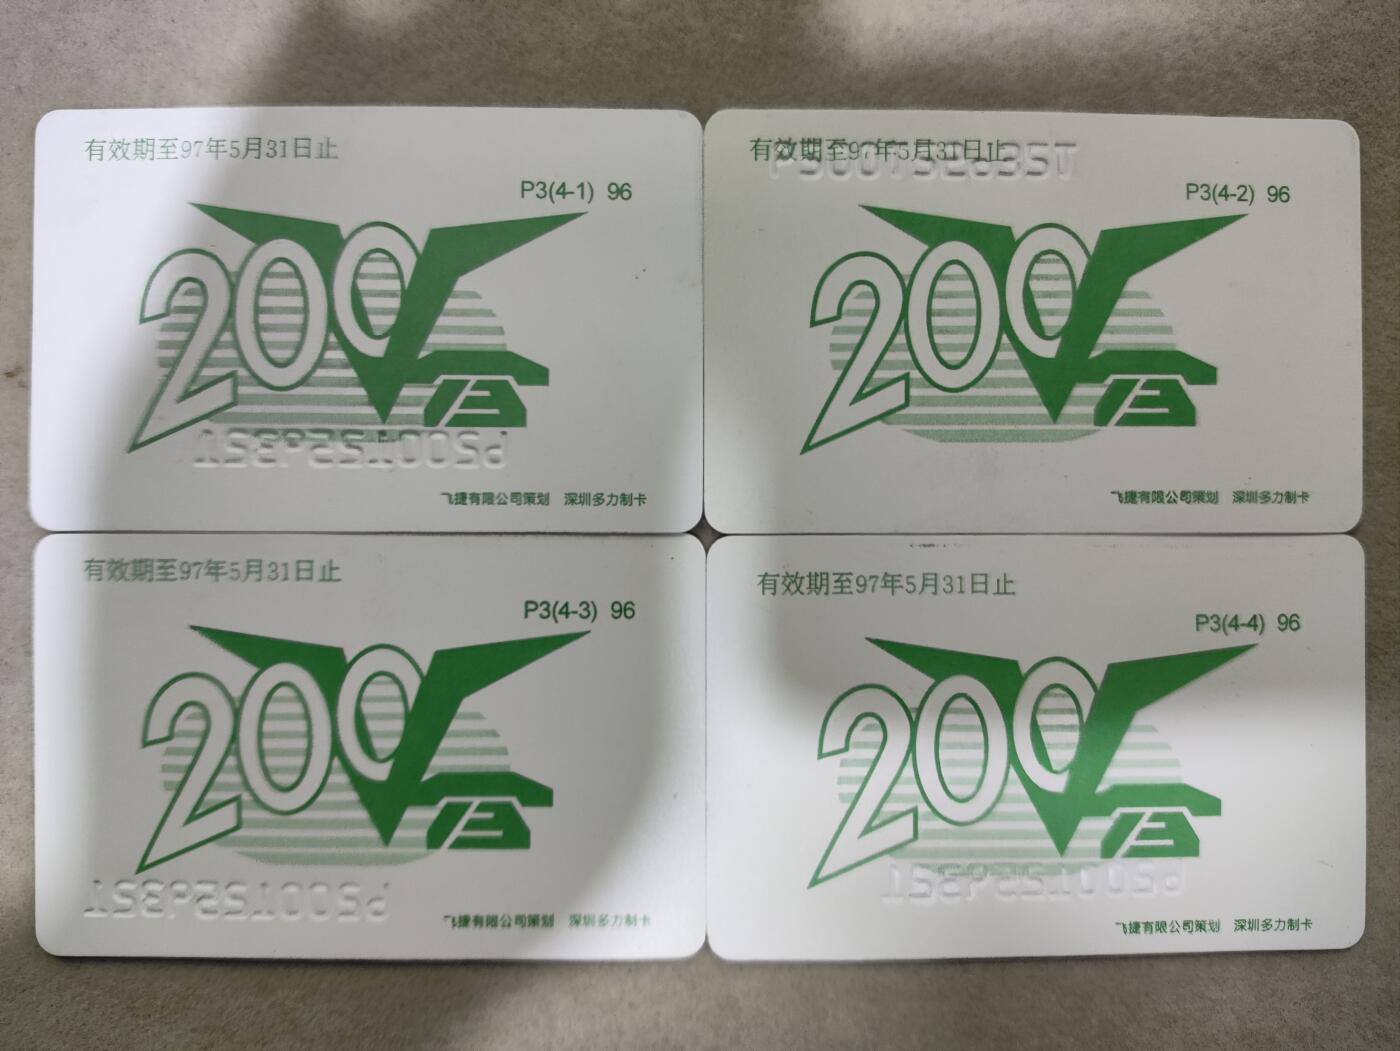 有效期至97年5月31日止
P3(4-1) 96
200
飞捷有限公司策划 深圳多力制卡
有效期至97年5月31日止
P3(4-2) 96
200
飞捷有限公司策划 深圳多力制卡
有效期至97年5月31日止
P3(4-3) 96
200
飞捷有限公司策划 深圳多力制卡
有效期至97年5月31日止
P3(4-4) 96
200
飞捷有限公司策划 深圳多力制卡